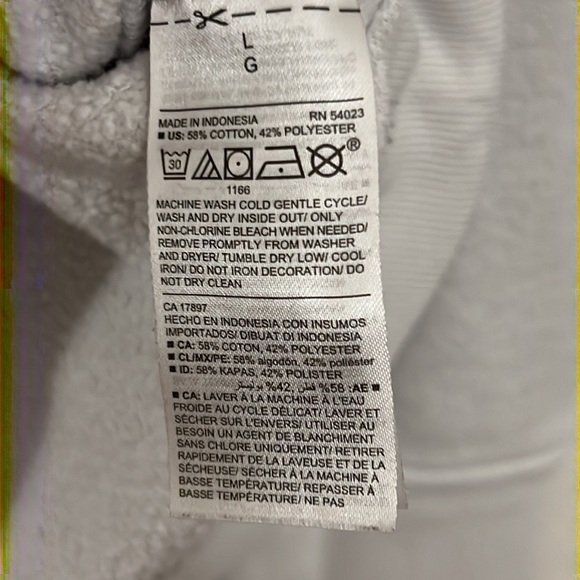 L
G
MADE IN INDONESIA RN 54023
■ US: 58% COTTON, 42% POLYESTER
30 ®
1166
MACHINE WASH COLD GENTLE CYCLE/
WASH AND DRY INSIDE OUT/ ONLY
NON-CHLORINE BLEACH WHEN NEEDED/
REMOVE PROMPTLY FROM WASHER
AND DRYER/ TUMBLE DRY LOW/ COOL
IRON/ DO NOT IRON DECORATION/ DO
NOT DRY CLEAN
CA 17897
HECHO EN INDONESIA CON INSUMOS
IMPORTADOS/ DIBUAT DI INDONESIA
■ CA: 58% COTON, 42% POLYESTER
■ CL/MX/PE: 58% algodón, 42% poliéster
■ ID: 58% KAPAS, 42% POLISTER
■ AE: 58% قطن, 42% بوليستر
■ CA: LAVER À LA MACHINE À L'EAU
FROIDE AU CYCLE DÉLICAT/ LAVER ET
SÉCHER SUR L'ENVERS/ UTILISER AU
BESOIN UN AGENT DE BLANCHIMENT
SANS CHLORE UNIQUEMENT/ RETIRER
RAPIDEMENT DE LA LAVEUSE ET DE LA
SÉCHEUSE/ SÉCHER À LA MACHINE À
BASSE TEMPÉRATURE/ REPASSER À
BASSE TEMPÉRATURE/ NE PAS